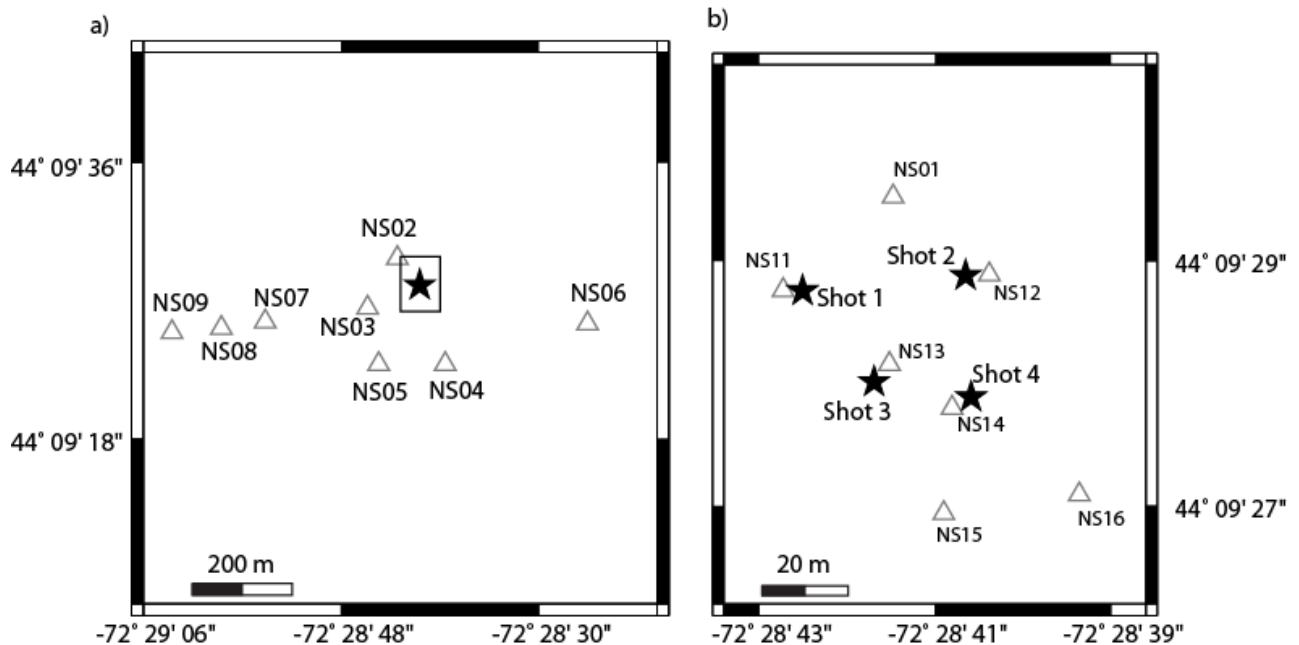 a)
44° 09' 36"
44° 09' 18"
NS02
NS09
NS07
NS06
NS08
NS03
NS05
NS04
200 m
-72° 29' 06"
-72° 28' 48"
-72° 28' 30"
b)
NS01
NS11
Shot 2
Shot 1
NS12
44° 09' 29"
NS13
Shot 4
Shot 3
NS14
NS15
NS16
44° 09' 27"
20 m
-72° 28' 43"
-72° 28' 41"
-72° 28' 39"